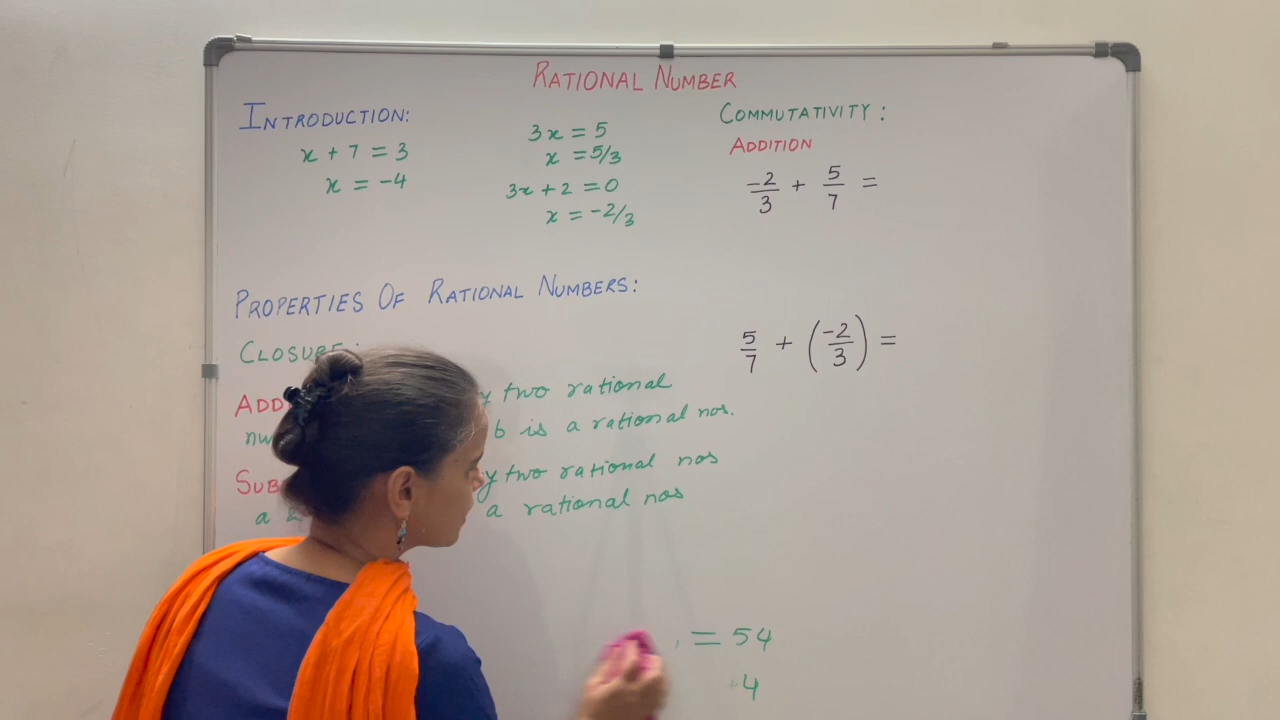 RATIONAL NUMBER
INTRODUCTION:
x + 7 = 3
x = -4
3x = 5
x = 5/3
3x + 2 = 0
x = -2/3
PROPERTIES OF RATIONAL NUMBERS:
CLOSURE:
two rational
b is a rational nos.
two rational nos
a a rational nos
= 54
4
COMMUTATIVITY:
ADDITION
-2/3 + 5/7 =
5/7 + (-2/3) =